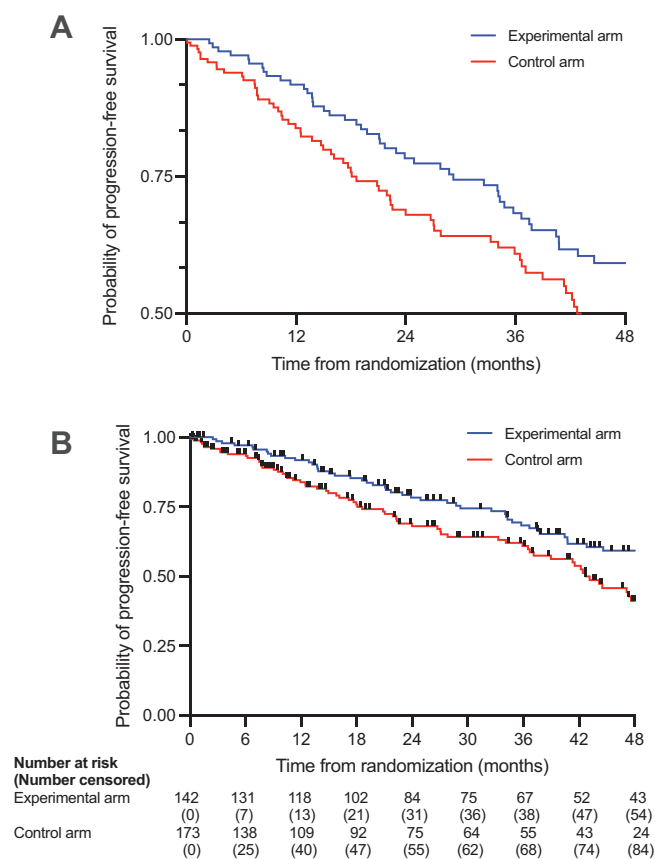 A
Probability of progression-free survival
1.00
0.75
0.50
Experimental arm
Control arm
0 12 24 36 48
Time from randomization (months)
B
Probability of progression-free survival
1.00
0.75
0.50
0.25
0.00
Experimental arm
Control arm
0 6 12 18 24 30 36 42 48
Time from randomization (months)
Number at risk
(Number censored)
Experimental arm 142 131 118 102 84 75 67 52 43
(0) (7) (13) (21) (31) (36) (38) (47) (54)
Control arm 173 138 109 92 75 64 55 43 24
(0) (25) (40) (47) (55) (62) (68) (74) (84)